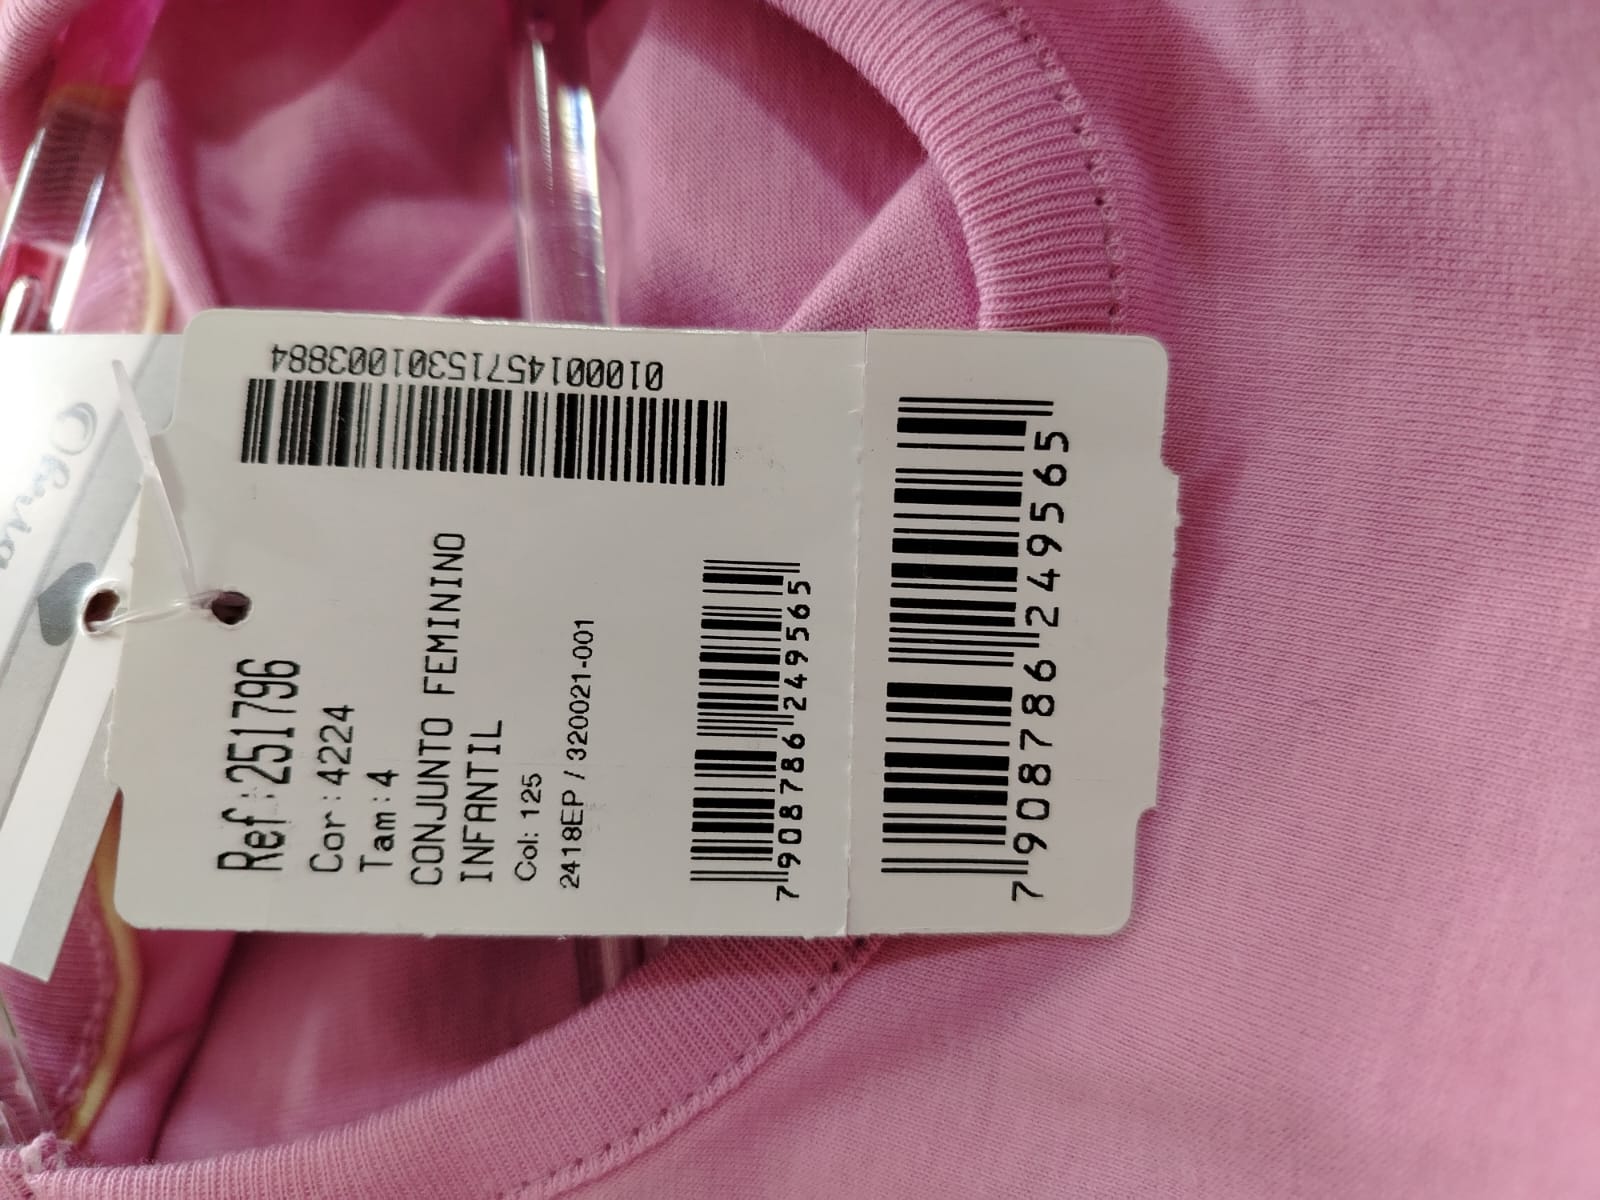 Ref:251796
Cor:4224
Tam:4
CONJUNTO FEMININO
INFANTIL
Col: 125
2418EP / 320021-001
7908786249565
7908786249565
01000145715301003884